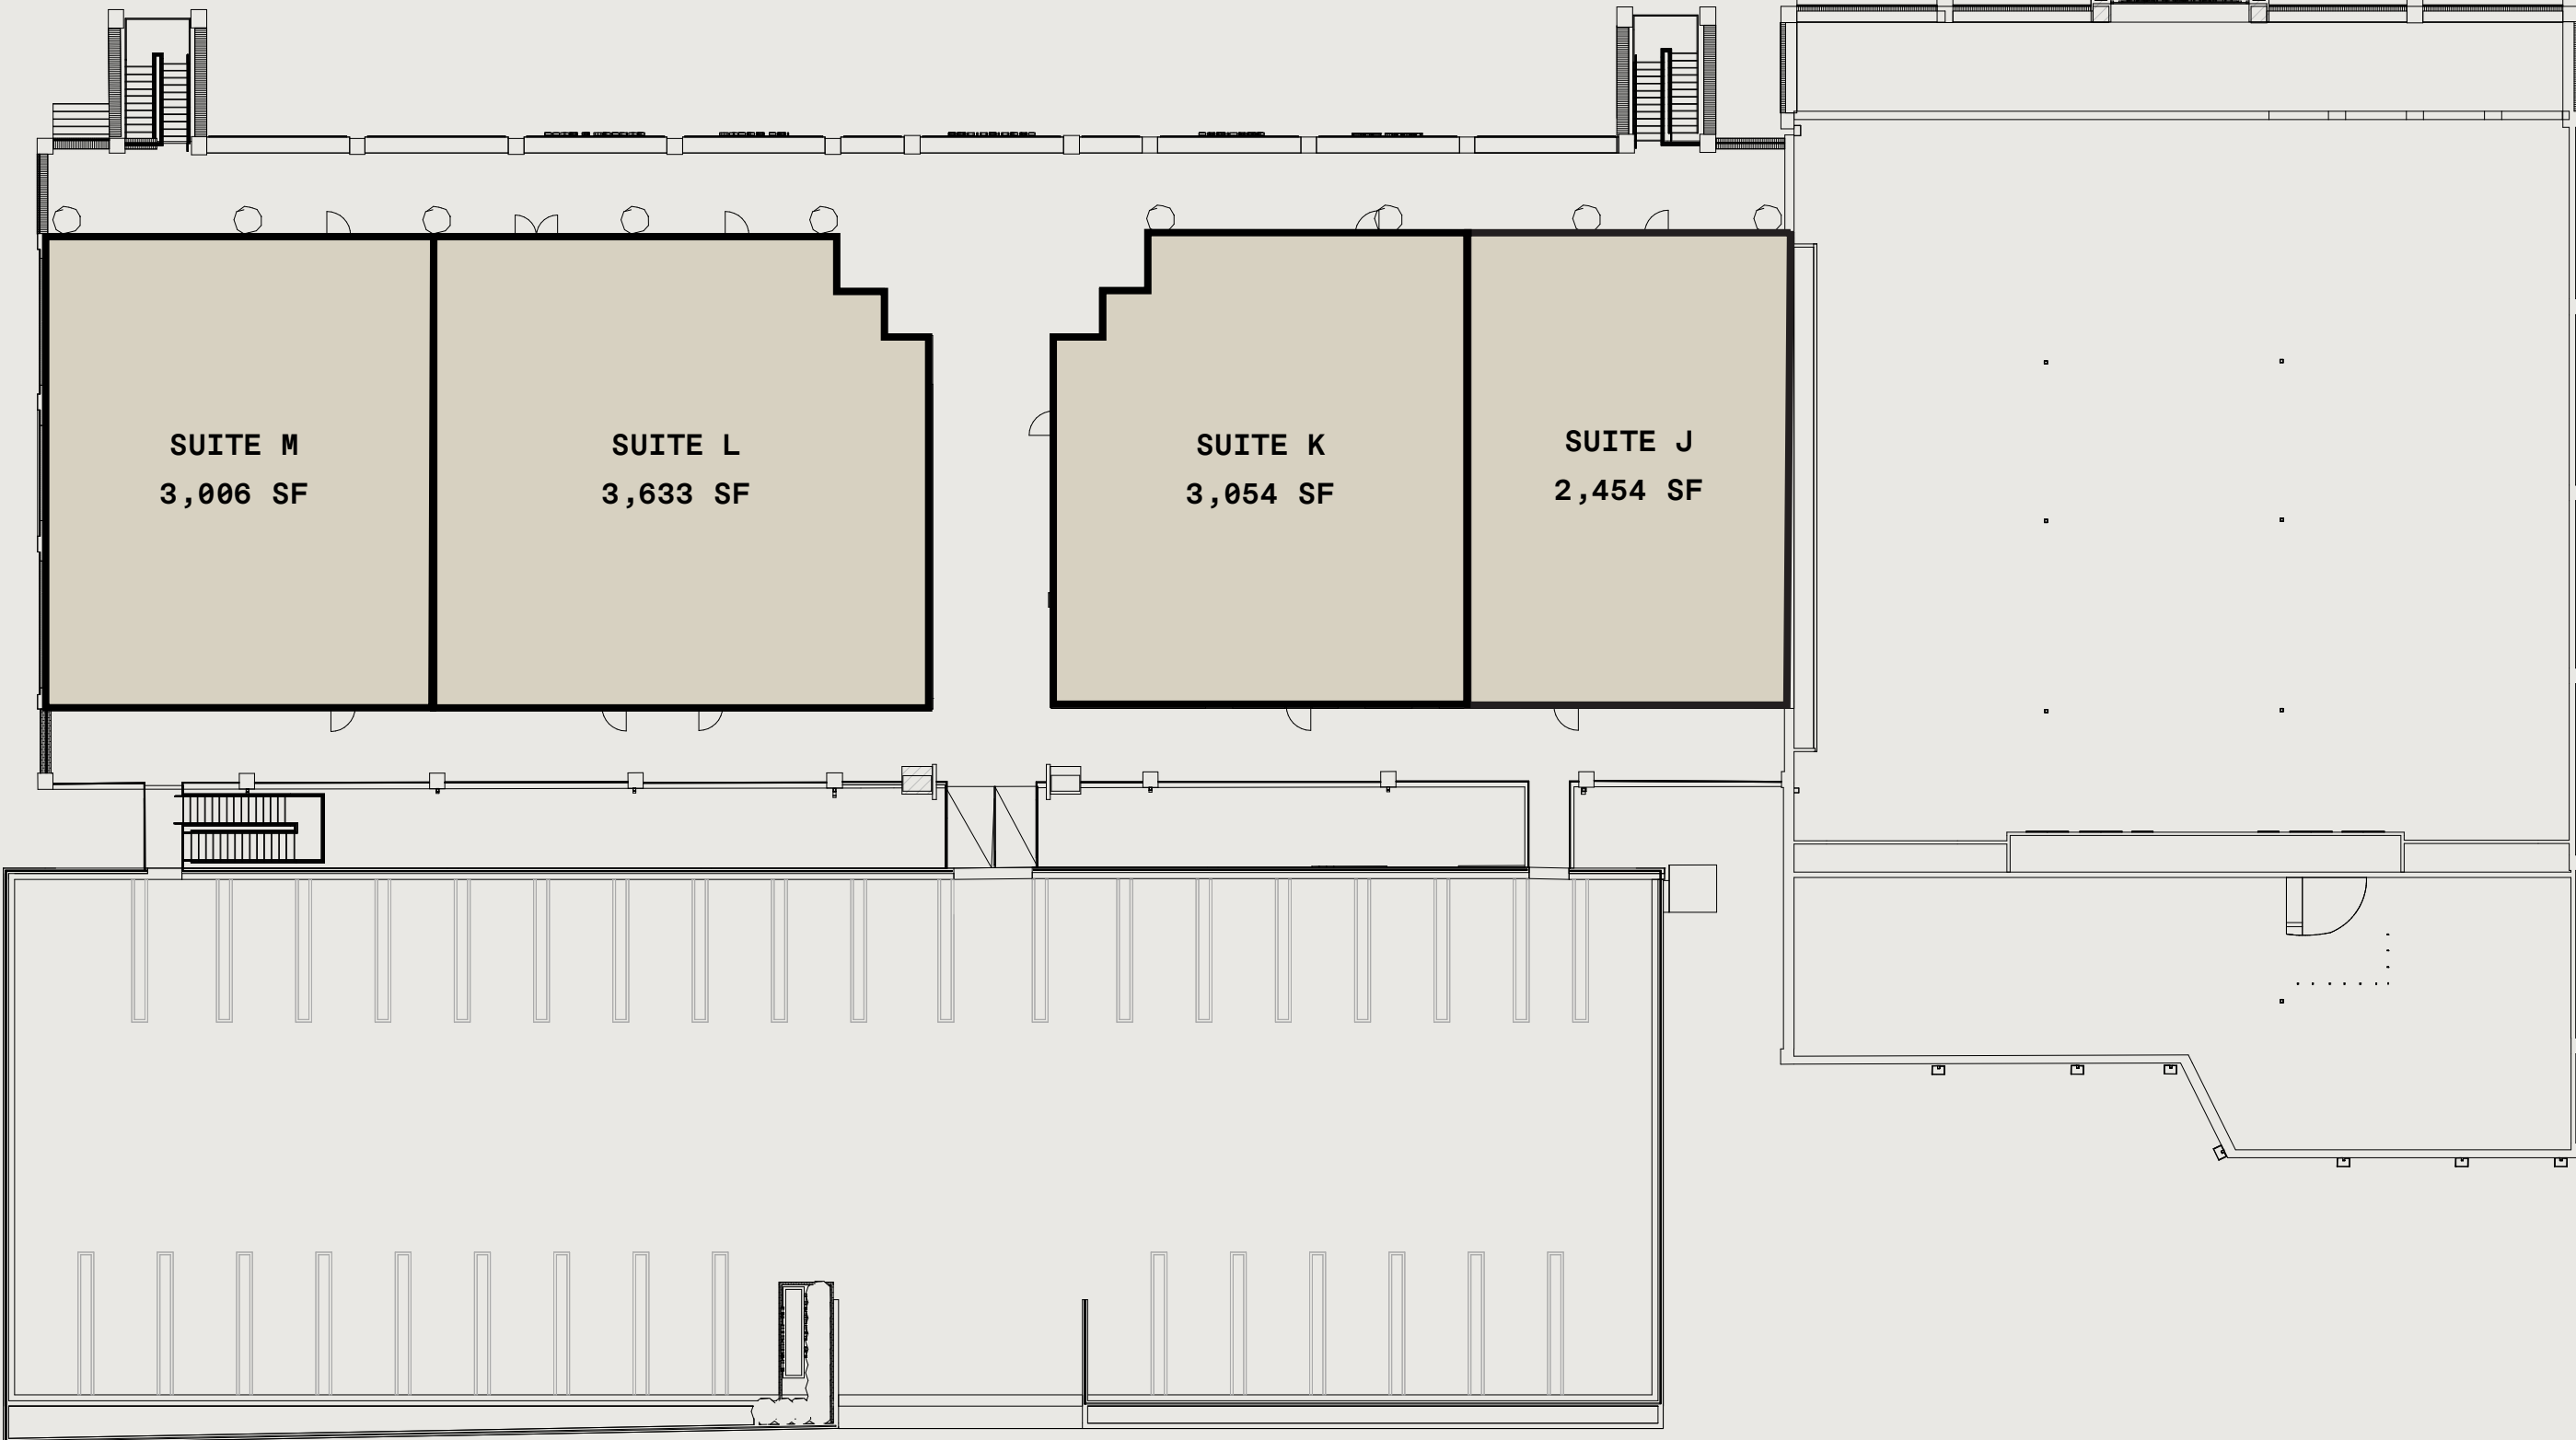 SUITE M
3,006 SF
SUITE L
3,633 SF
SUITE K
3,054 SF
SUITE J
2,454 SF